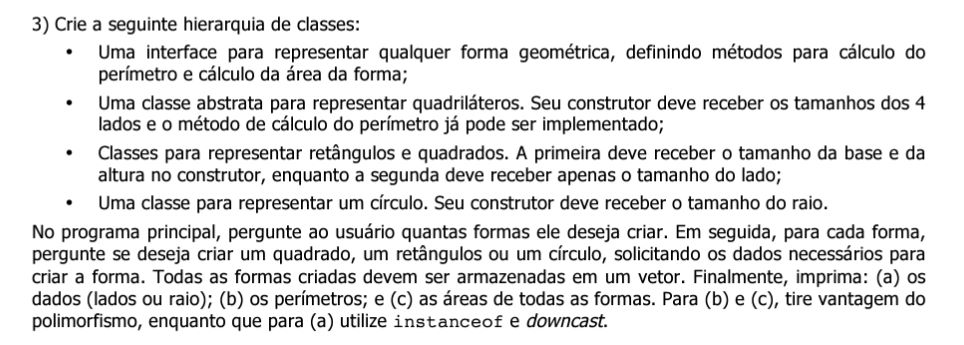 3) Crie a seguinte hierarquia de classes:
• Uma interface para representar qualquer forma geométrica, definindo métodos para cálculo do
perímetro e cálculo da área da forma;
• Uma classe abstrata para representar quadriláteros. Seu construtor deve receber os tamanhos dos 4
lados e o método de cálculo do perímetro já pode ser implementado;
• Classes para representar retângulos e quadrados. A primeira deve receber o tamanho da base e da
altura no construtor, enquanto a segunda deve receber apenas o tamanho do lado;
• Uma classe para representar um círculo. Seu construtor deve receber o tamanho do raio.
No programa principal, pergunte ao usuário quantas formas ele deseja criar. Em seguida, para cada forma,
pergunte se deseja criar um quadrado, um retângulos ou um círculo, solicitando os dados necessários para
criar a forma. Todas as formas criadas devem ser armazenadas em um vetor. Finalmente, imprima: (a) os
dados (lados ou raio); (b) os perímetros; e (c) as áreas de todas as formas. Para (b) e (c), tire vantagem do
polimorfismo, enquanto que para (a) utilize instanceof e downcast.